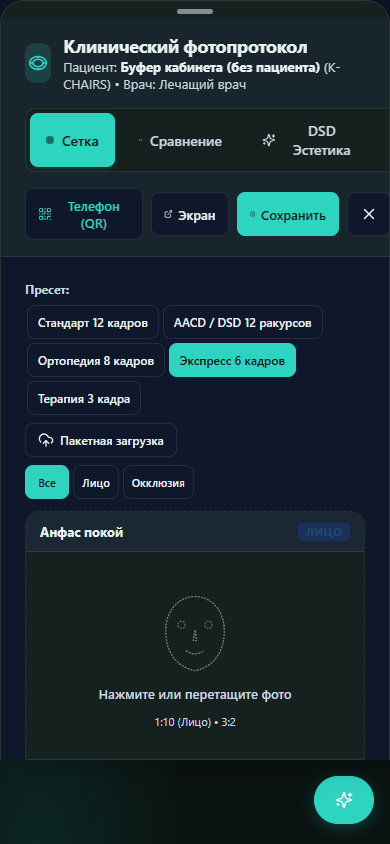 Клинический фотопротокол
Пациент: Буфер кабинета (без пациента) (K-
CHAIRS) • Врач: Лечащий врач
Сетка
Сравнение
DSD
Эстетика
Телефон
(QR)
Экран
Сохранить
Пресет:
Стандарт 12 кадров
AACD / DSD 12 ракурсов
Ортопедия 8 кадров
Экспресс 6 кадров
Терапия 3 кадра
Пакетная загрузка
Все
Лицо
Окклюзия
Анфас покой
ЛИЦО
Нажмите или перетащите фото
1:10 (Лицо) • 3:2